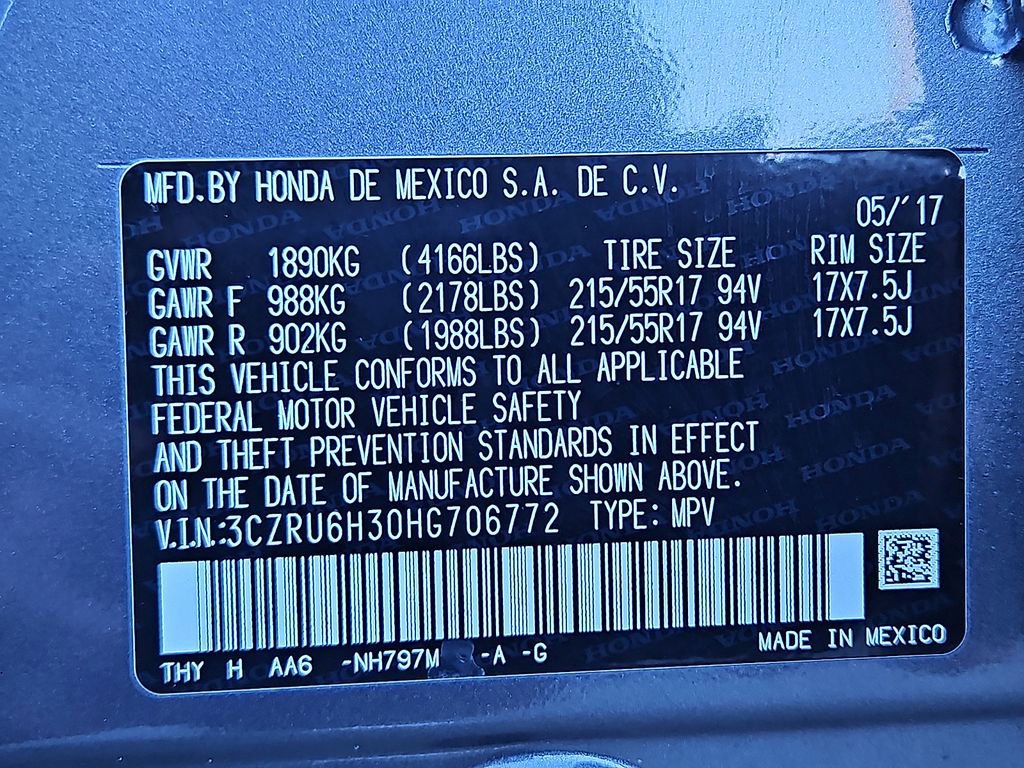 MFD.BY HONDA DE MEXICO S.A. DE C.V.
05/'17
GVWR 1890KG (4166LBS) TIRE SIZE RIM SIZE
GAWR F 988KG (2178LBS) 215/55R17 94V 17X7.5J
GAWR R 902KG (1988LBS) 215/55R17 94V 17X7.5J
THIS VEHICLE CONFORMS TO ALL APPLICABLE
FEDERAL MOTOR VEHICLE SAFETY
AND THEFT PREVENTION STANDARDS IN EFFECT
ON THE DATE OF MANUFACTURE SHOWN ABOVE.
V.I.N:3CZRU6H30HG706772 TYPE: MPV
THY H AA6 -NH797M -A -G
MADE IN MEXICO